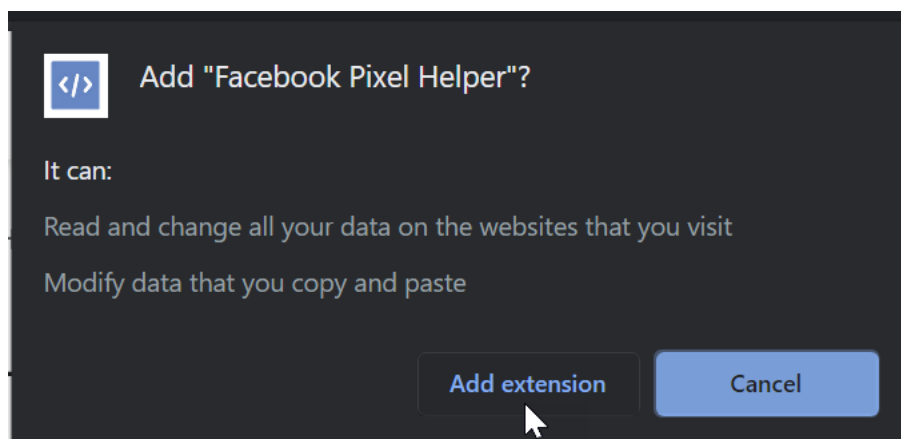 </>
Add "Facebook Pixel Helper"?
It can:
Read and change all your data on the websites that you visit
Modify data that you copy and paste
Add extension
Cancel